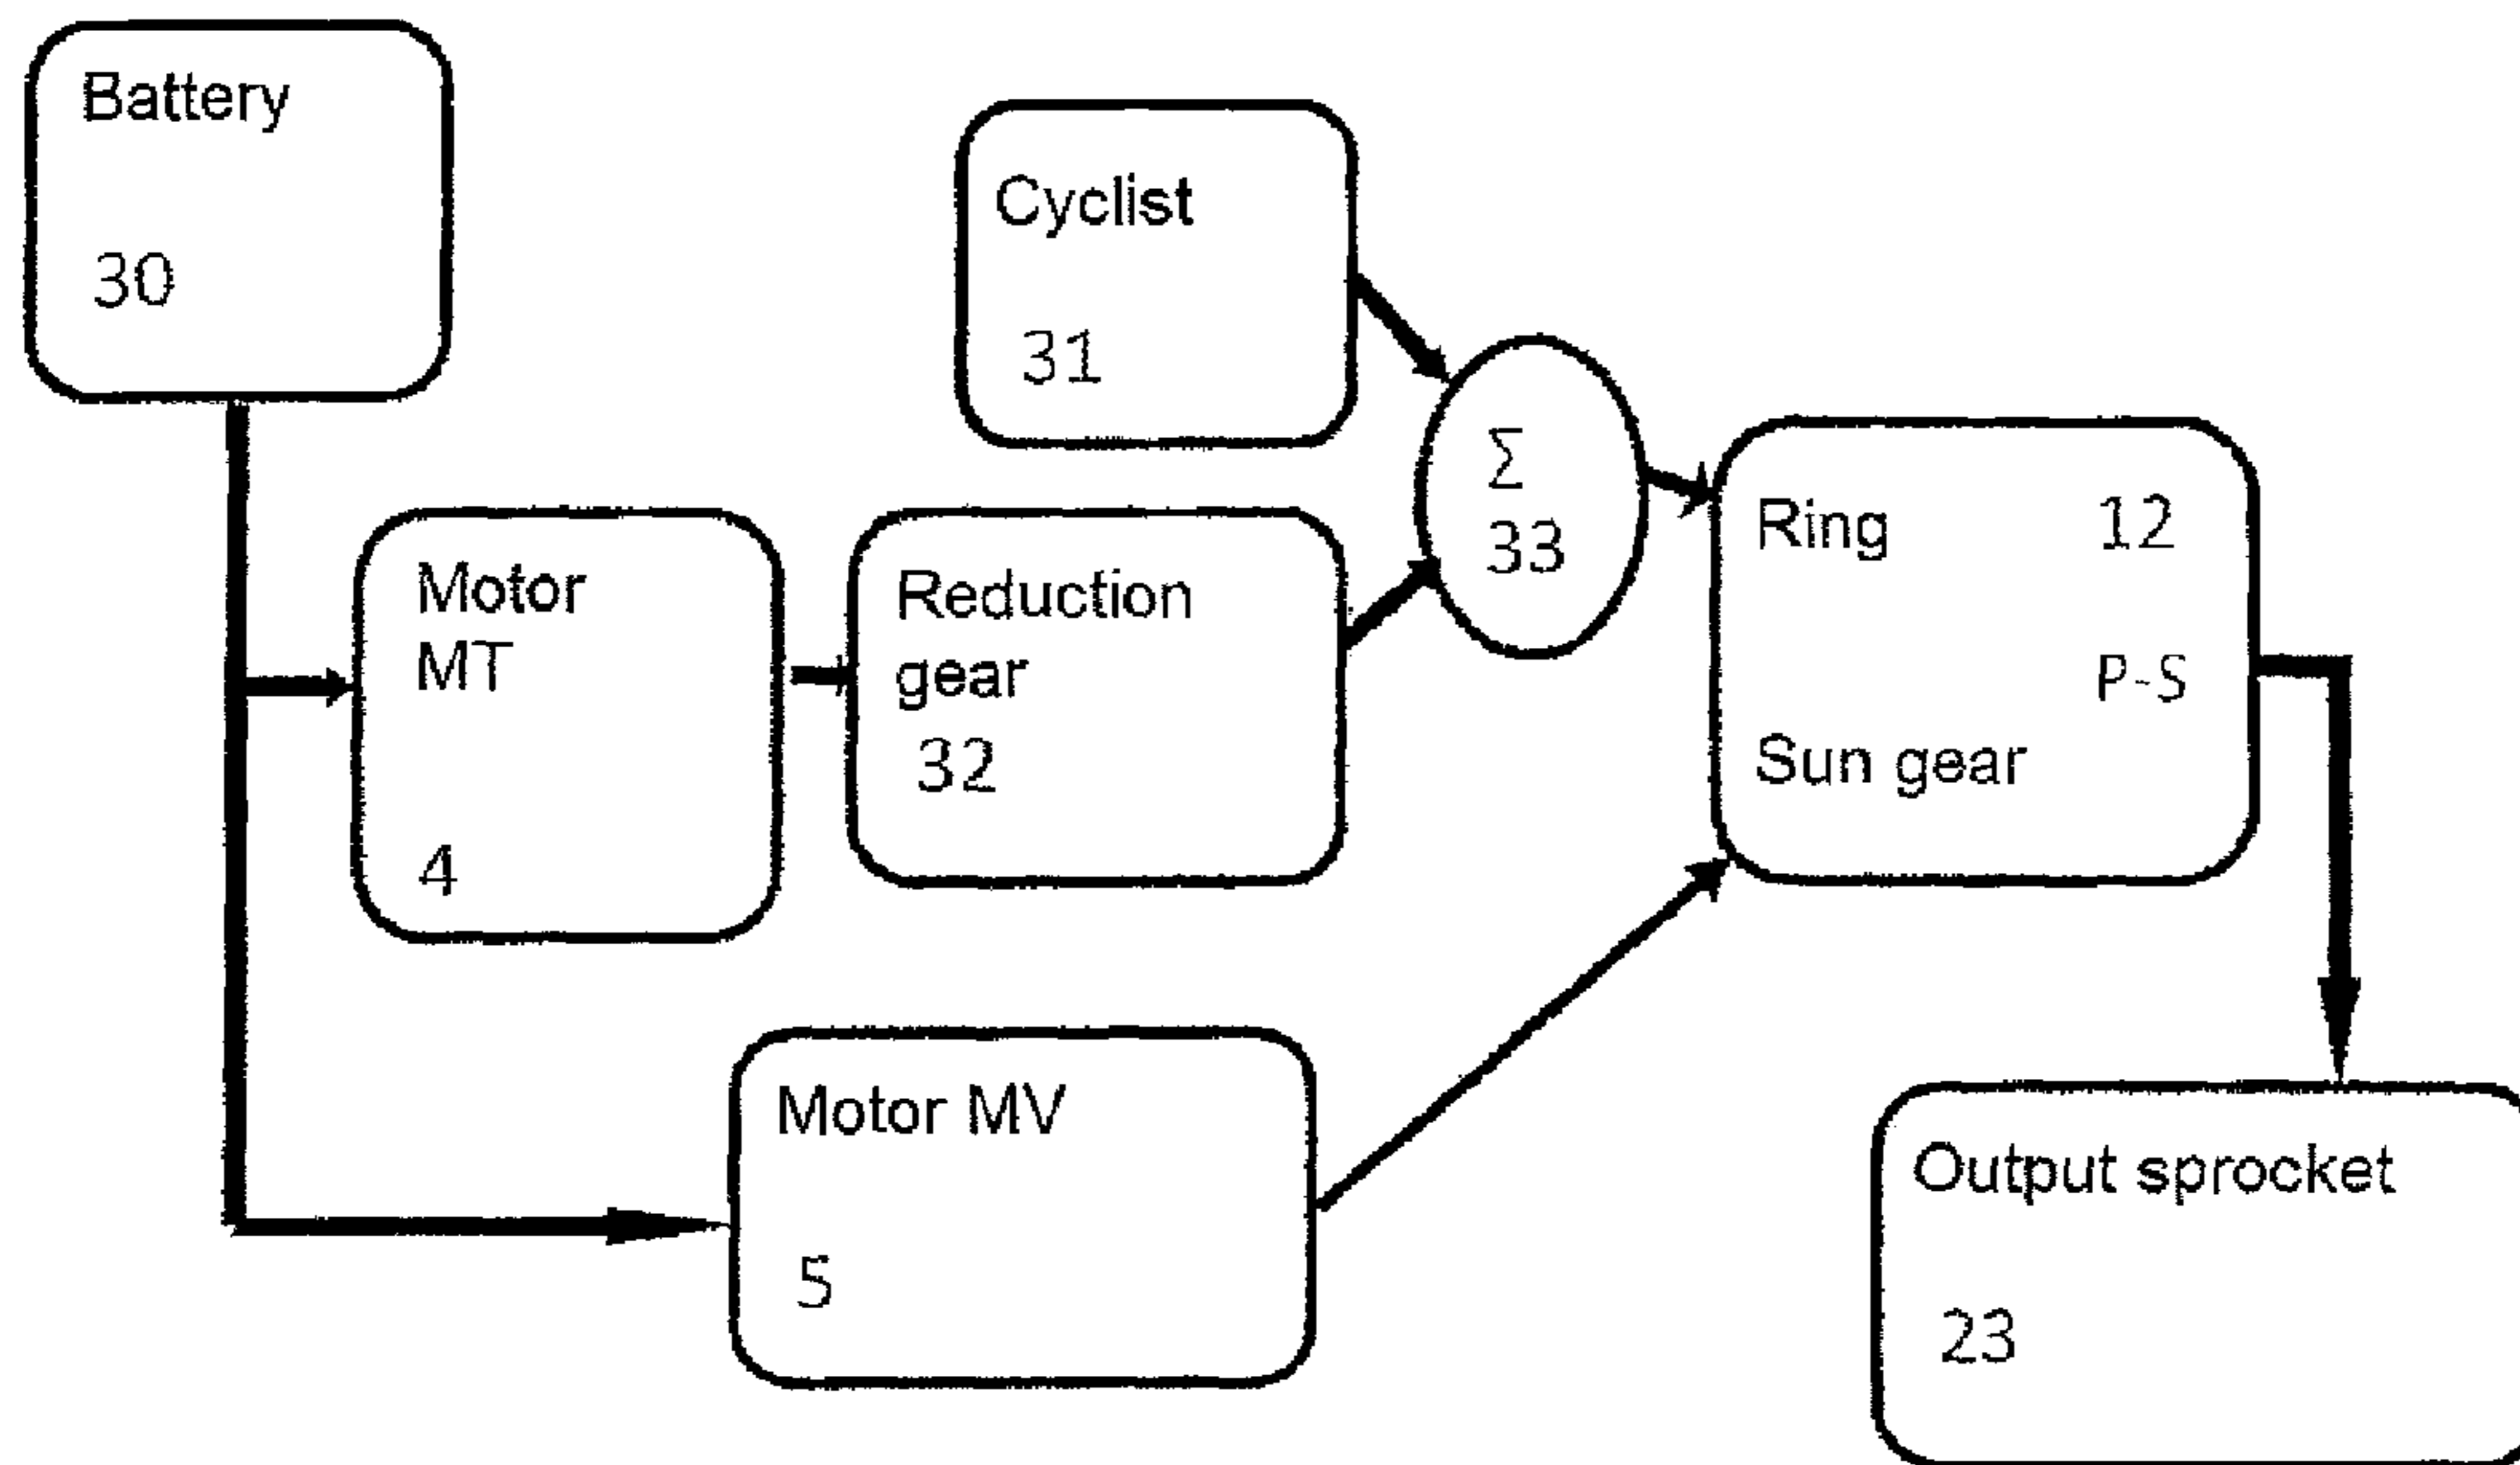 Battery
30
Cyclist
31
Σ
33
Ring 12
P-S
Sun gear
Motor
MT
4
Reduction
gear
32
Motor MV
5
Output sprocket
23